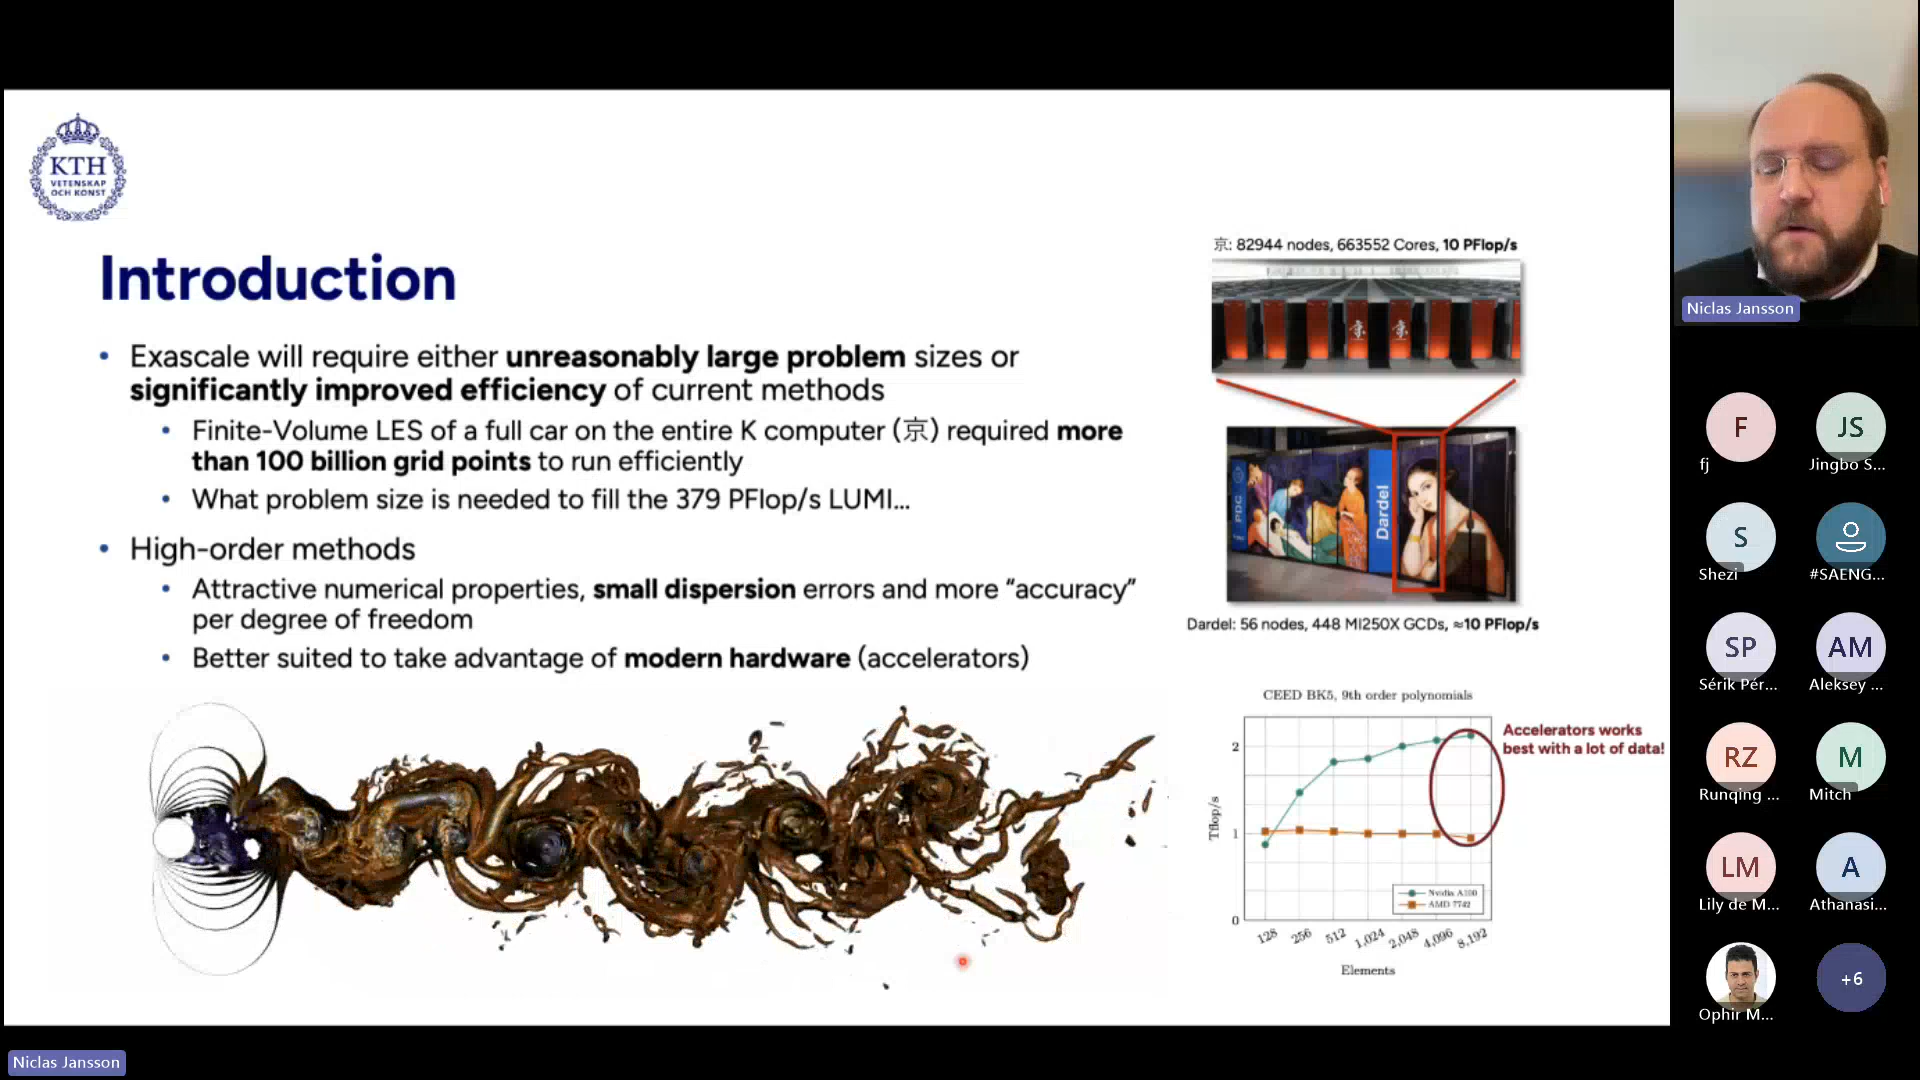 KTH
VETENSKAP
OCH KONST
Introduction
• Exascale will require either unreasonably large problem sizes or
significantly improved efficiency of current methods
• Finite-Volume LES of a full car on the entire K computer (京) required more
than 100 billion grid points to run efficiently
• What problem size is needed to fill the 379 PFlop/s LUMI...
• High-order methods
• Attractive numerical properties, small dispersion errors and more “accuracy”
per degree of freedom
• Better suited to take advantage of modern hardware (accelerators)
京: 82944 nodes, 663552 Cores, 10 PFlop/s
京 京
PDC
Dardel
Dardel: 56 nodes, 448 MI250X GCDs, ≈10 PFlop/s
CEED BK5, 9th order polynomials
Accelerators works
best with a lot of data!
Tflop/s
2
1
0
Nvidia A100
AMD 7742
128 256 512 1,024 2,048 4,096 8,192
Elements
Niclas Jansson
F
fj
JS
Jingbo S...
S
Shezi
#SAENG...
SP
Sérik Pér...
AM
Aleksey ...
RZ
Runqing ...
M
Mitch
LM
Lily de M...
A
Athanasi...
Ophir M...
+6
Niclas Jansson